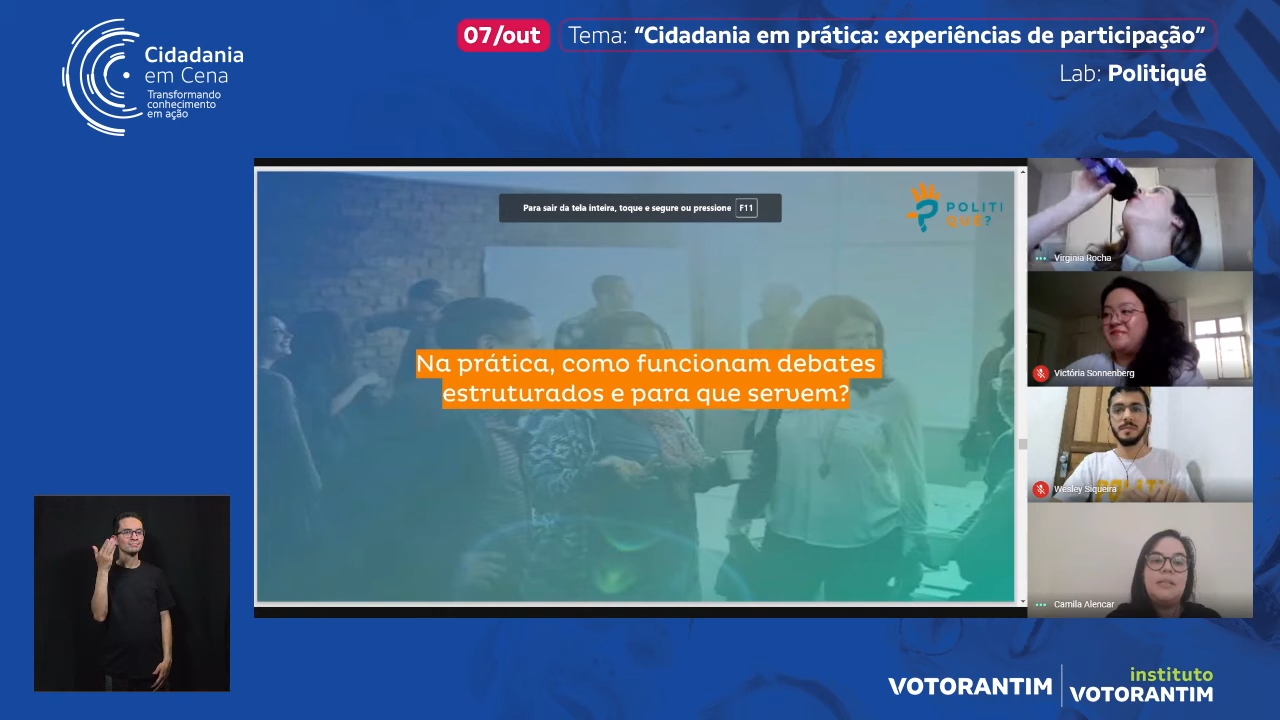 Cidadania
em Cena
Transformando
conhecimento
em ação
07/out
Tema: “Cidadania em prática: experiências de participação”
Lab: Politiquê
Para sair da tela inteira, toque e segure ou pressione F11
POLITI
QUÊ?
Na prática, como funcionam debates
estruturados e para que servem?
Virgínia Rocha
Victória Sonnenberg
Wesley Siqueira
Camila Alencar
VOTORANTIM
instituto
VOTORANTIM